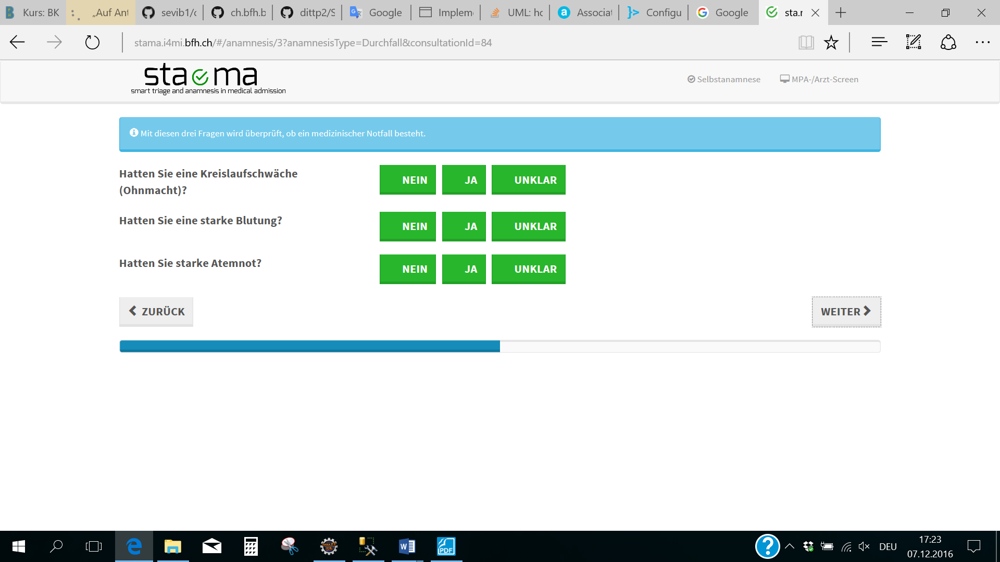 Kurs: BK
„Auf Ant
sevib1/c
ch.bfh.b
dittp2/S
Google
Implem
UML: ho
Associat
Configu
Google
sta.r
stama.i4mi.bfh.ch/#/anamnesis/3?anamnesisType=Durchfall&consultationId=84
sta ma
smart triage and anamnesis in medical admission
Selbstanamnese
MPA-/Arzt-Screen
Mit diesen drei Fragen wird überprüft, ob ein medizinischer Notfall besteht.
Hatten Sie eine Kreislaufschwäche
(Ohnmacht)?
NEIN JA UNKLAR
Hatten Sie eine starke Blutung?
NEIN JA UNKLAR
Hatten Sie starke Atemnot?
NEIN JA UNKLAR
ZURÜCK
WEITER
DEU
17:23
07.12.2016